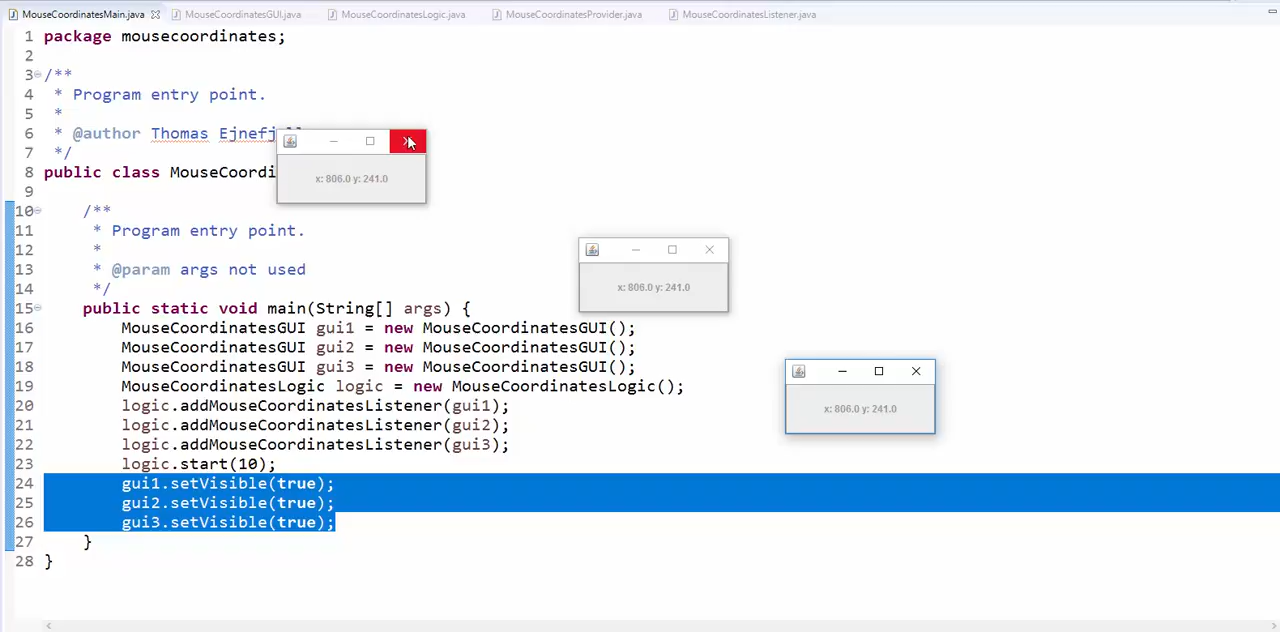 MouseCoordinatesMain.java MouseCoordinatesGUI.java MouseCoordinatesLogic.java MouseCoordinatesProvider.java MouseCoordinatesListener.java
1 package mousecoordinates;
2
3 /**
4 * Program entry point.
5 *
6 * @author Thomas
7 */
8 public class
9
x: 806.0 y: 241.0
10 /**
11 * Program entry point.
12 *
13 * @param args not used
14 */
x: 806.0 y: 241.0
15 public static void main(String[] args) {
16 MouseCoordinatesGUI gui1 = new MouseCoordinatesGUI();
17 MouseCoordinatesGUI gui2 = new MouseCoordinatesGUI();
18 MouseCoordinatesGUI gui3 = new MouseCoordinatesGUI();
19 MouseCoordinatesLogic logic = new MouseCoordinatesLogic();
20 logic.addMouseCoordinatesListener(gui1);
x: 806.0 y: 241.0
21 logic.addMouseCoordinatesListener(gui2);
22 logic.addMouseCoordinatesListener(gui3);
23 logic.start(10);
24 gui1.setVisible(true);
25 gui2.setVisible(true);
26 gui3.setVisible(true);
27 }
28 }